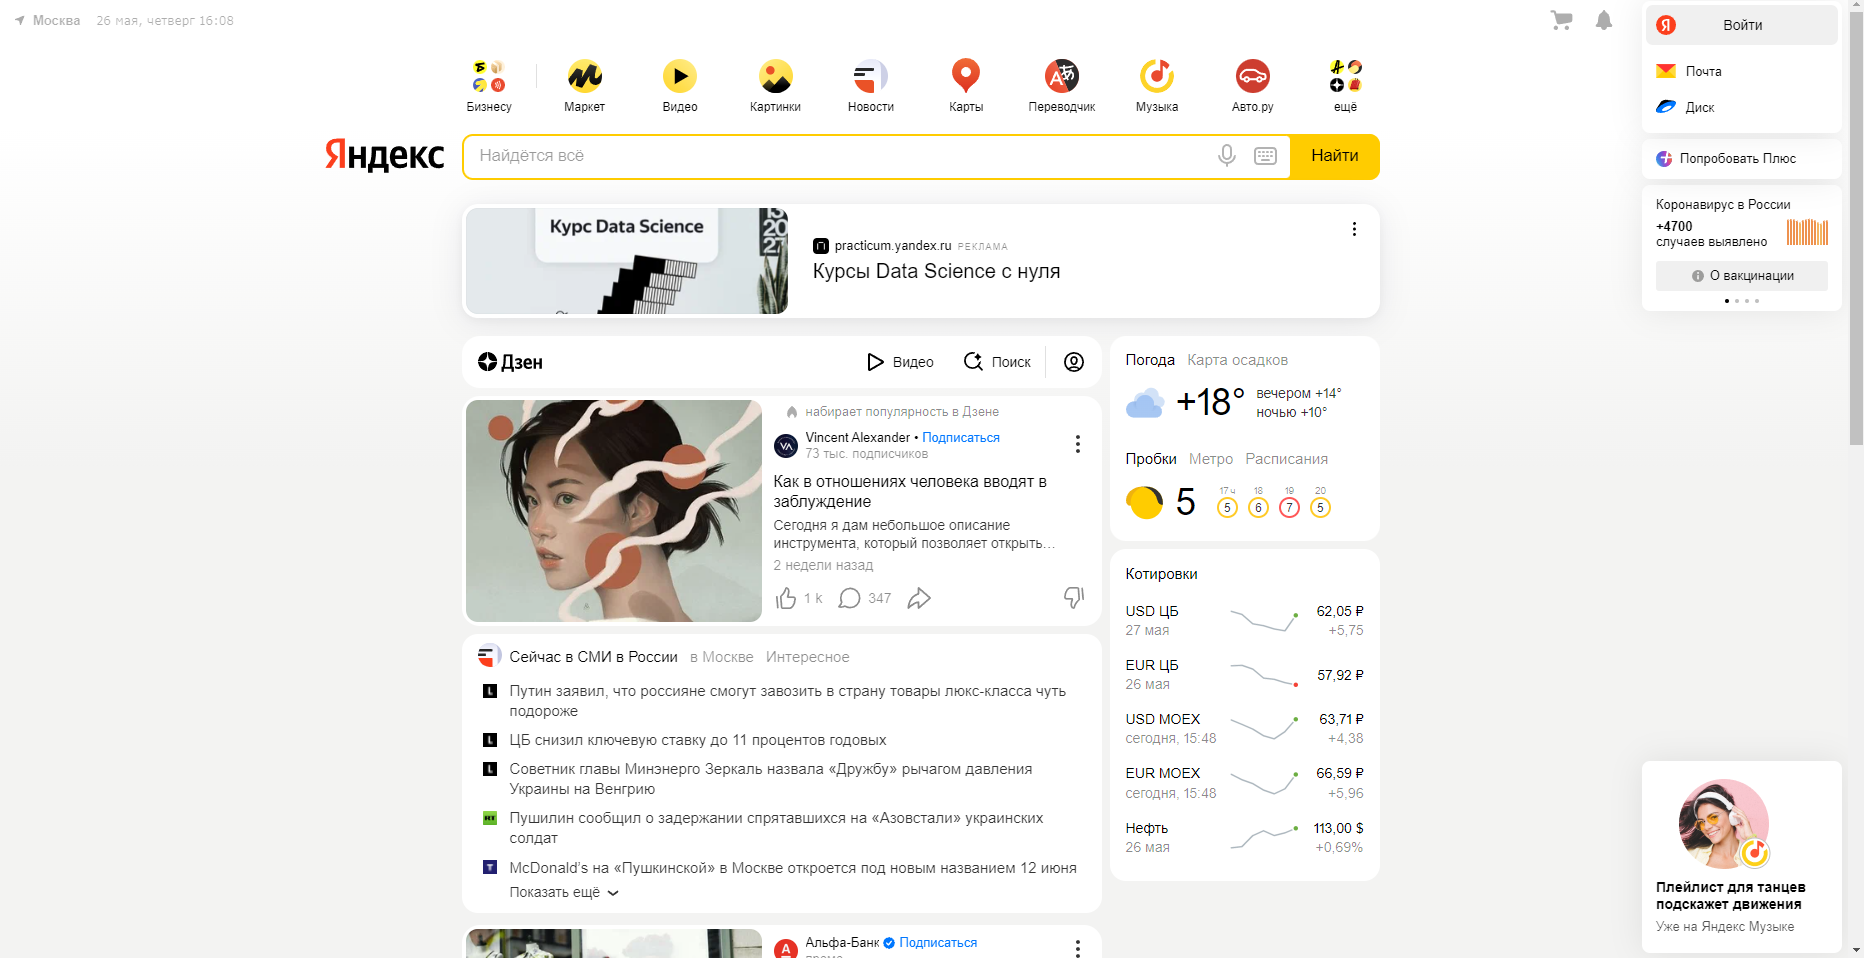 Москва 26 мая, четверг 16:08
Войти
Почта
Диск
Попробовать Плюс
Коронавирус в России
+4700
случаев выявлено
О вакцинации
Бизнесу Маркет Видео Картинки Новости Карты Переводчик Музыка Авто.ру ещё
Яндекс Найдётся всё Найти
Курс Data Science
13
20
2021
practicum.yandex.ru РЕКЛАМА
Курсы Data Science с нуля
Дзен Видео Поиск
набирает популярность в Дзене
VA
Vincent Alexander • Подписаться
73 тыс. подписчиков
Как в отношениях человека вводят в
заблуждение
Сегодня я дам небольшое описание
инструмента, который позволяет открыть...
2 недели назад
1 k 347
Сейчас в СМИ в России в Москве Интересное
Путин заявил, что россияне смогут завозить в страну товары люкс-класса чуть
подороже
ЦБ снизил ключевую ставку до 11 процентов годовых
Советник главы Минэнерго Зеркаль назвала «Дружбу» рычагом давления
Украины на Венгрию
Пушилин сообщил о задержании спрятавшихся на «Азовстали» украинских
солдат
McDonald's на «Пушкинской» в Москве откроется под новым названием 12 июня
Показать ещё
Альфа-Банк Подписаться
промо
Погода Карта осадков
+18° вечером +14°
ночью +10°
Пробки Метро Расписания
5
17 ч 18 19 20
5 6 7 5
Котировки
USD ЦБ 62,05 ₽
27 мая +5,75
EUR ЦБ 57,92 ₽
26 мая
USD MOEX 63,71 ₽
сегодня, 15:48 +4,38
EUR MOEX 66,59 ₽
сегодня, 15:48 +5,96
Нефть 113,00 $
26 мая +0,69%
Плейлист для танцев
подскажет движения
Уже на Яндекс Музыке